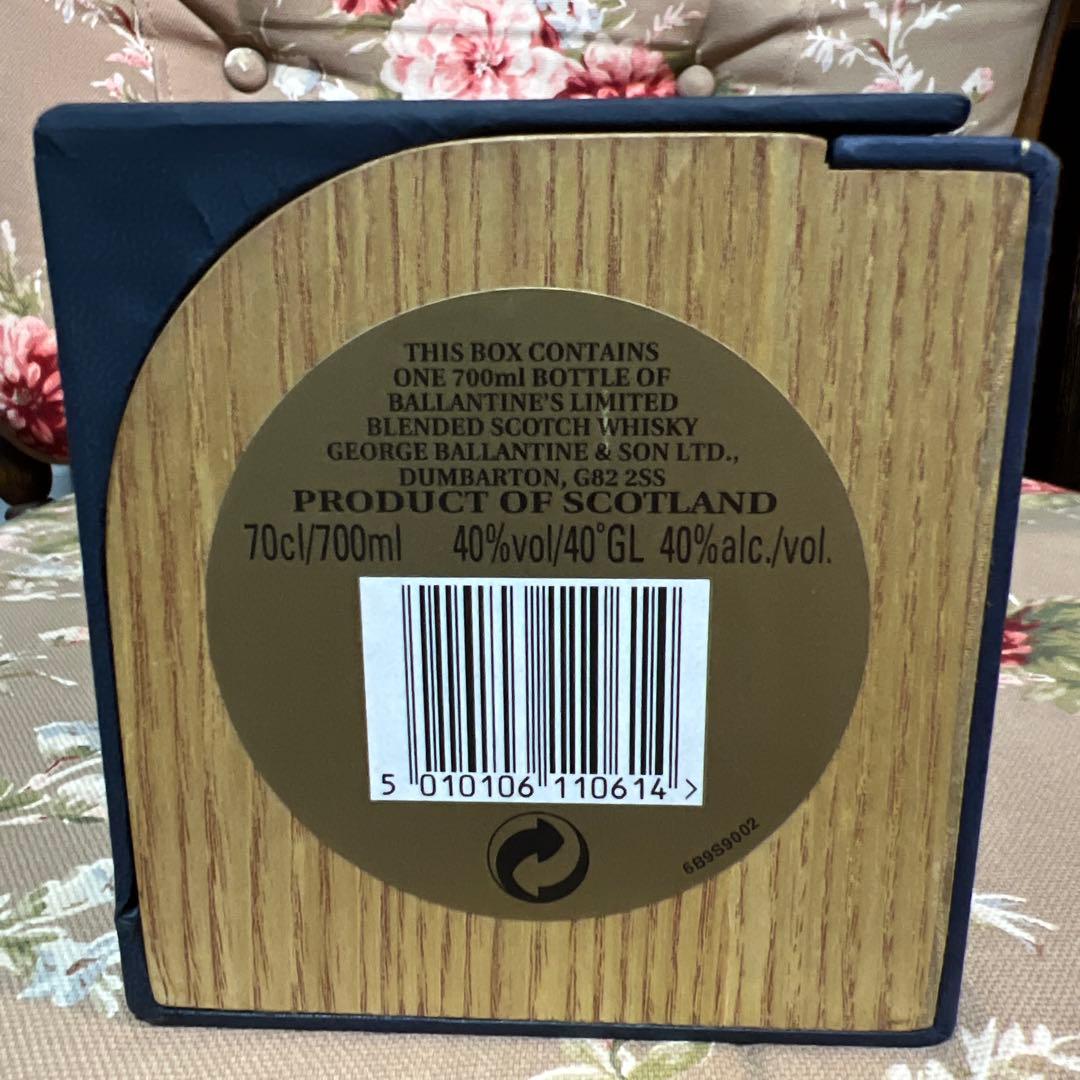 THIS BOX CONTAINS
ONE 700ml BOTTLE OF
BALLANTINE'S LIMITED
BLENDED SCOTCH WHISKY
GEORGE BALLANTINE & SON LTD.,
DUMBARTON, G82 2SS
PRODUCT OF SCOTLAND
70cl/700ml 40%vol/40°GL 40%alc./vol.
5 010106 110614 >
6B9S9002